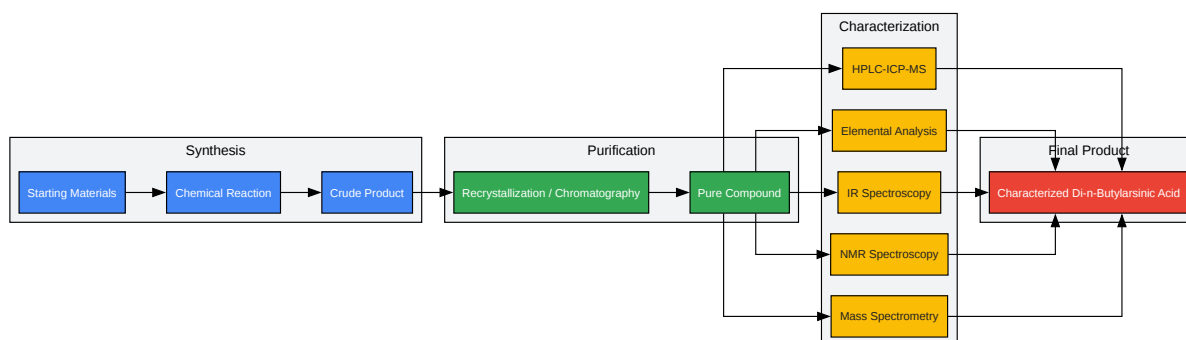 Synthesis
Starting Materials
Chemical Reaction
Crude Product
Purification
Recrystallization / Chromatography
Pure Compound
Characterization
HPLC-ICP-MS
Elemental Analysis
IR Spectroscopy
NMR Spectroscopy
Mass Spectrometry
Final Product
Characterized Di-n-Butylarsinic Acid